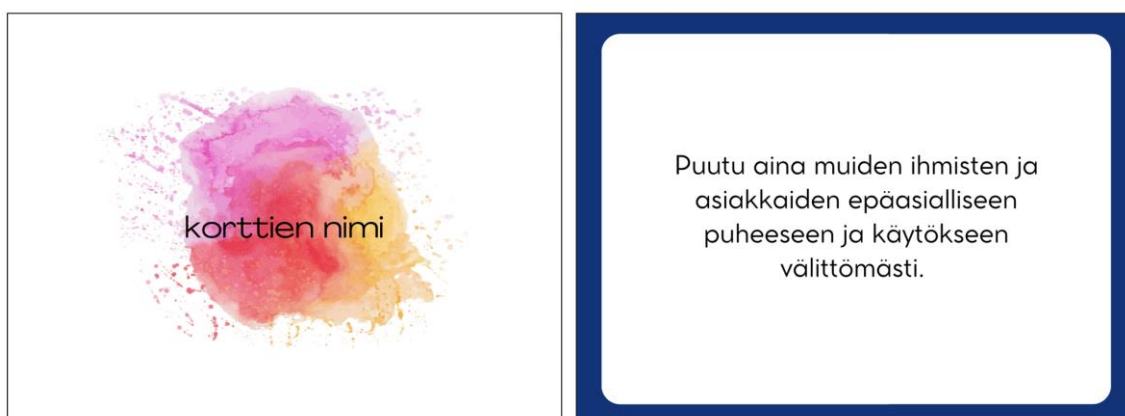 korttien nimi
Puutu aina muiden ihmisten ja
asiakkaiden epäasialliseen
puheeseen ja käytökseen
välittömästi.